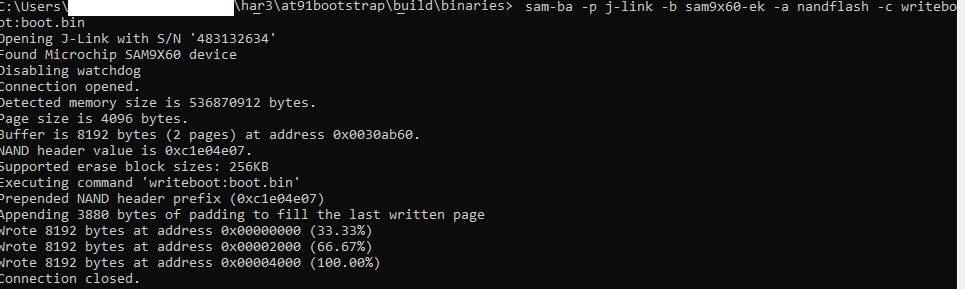 C:\Users\ \har3\at91bootstrap\build\binaries> sam-ba -p j-link -b sam9x60-ek -a nandflash -c writebo
ot:boot.bin
Opening J-Link with S/N '483132634'
Found Microchip SAM9X60 device
Disabling watchdog
Connection opened.
Detected memory size is 536870912 bytes.
Page size is 4096 bytes.
Buffer is 8192 bytes (2 pages) at address 0x0030ab60.
NAND header value is 0xc1e04e07.
Supported erase block sizes: 256KB
Executing command 'writeboot:boot.bin'
Prepended NAND header prefix (0xc1e04e07)
Appending 3880 bytes of padding to fill the last written page
Wrote 8192 bytes at address 0x00000000 (33.33%)
Wrote 8192 bytes at address 0x00002000 (66.67%)
Wrote 8192 bytes at address 0x00004000 (100.00%)
Connection closed.